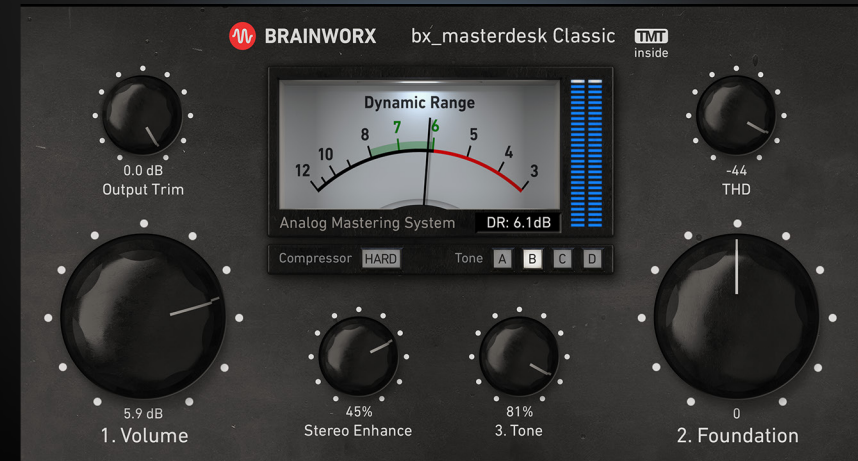 BRAINWORX bx_masterdesk Classic TMT
inside
Dynamic Range
12 10 8 7 6 5 4 3
0.0 dB
Output Trim
-44
THD
Analog Mastering System DR: 6.1dB
Compressor HARD Tone A B C D
5.9 dB
1. Volume
45%
Stereo Enhance
81%
3. Tone
0
2. Foundation